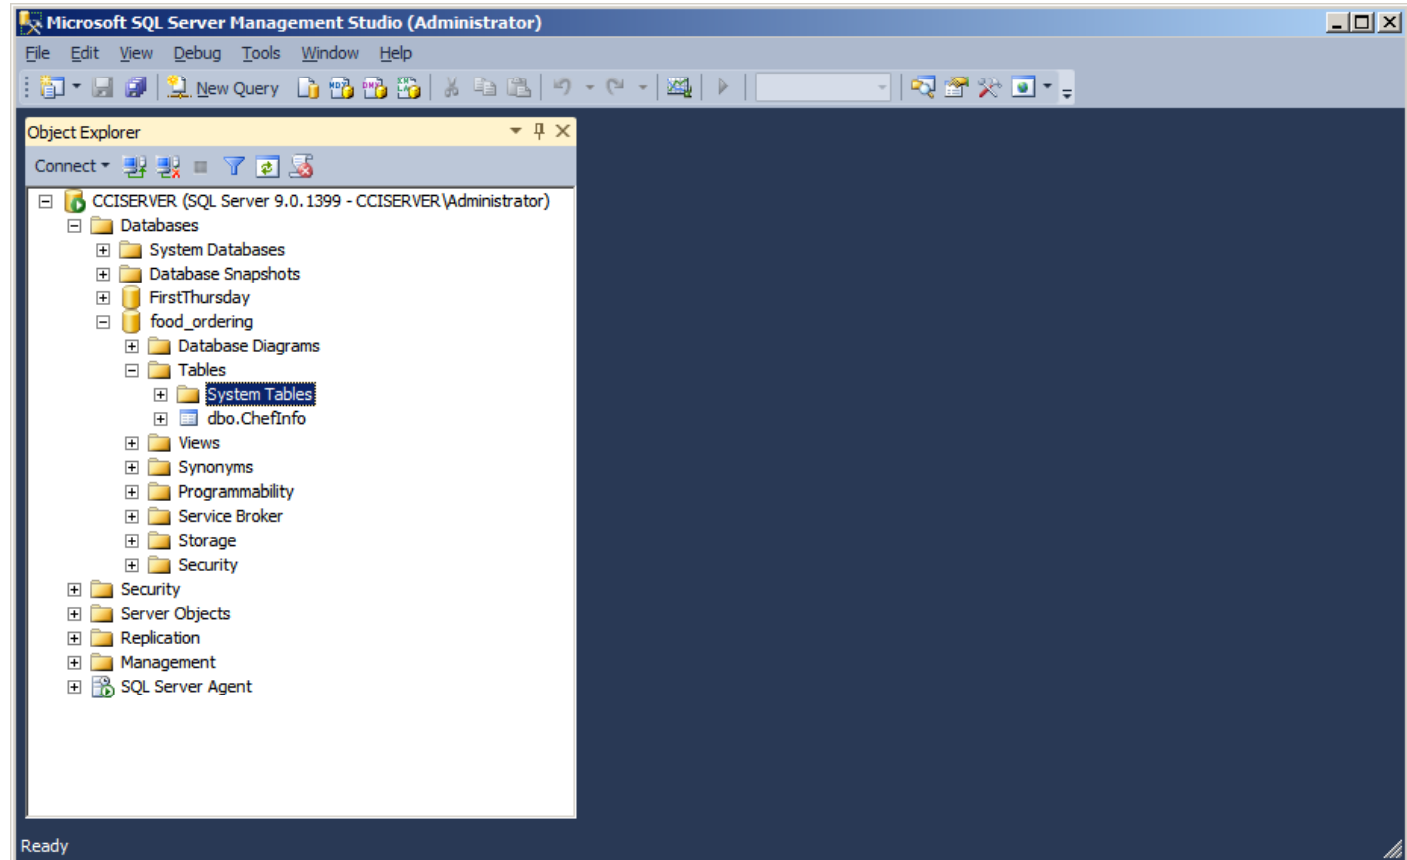 Microsoft SQL Server Management Studio (Administrator)
File Edit View Debug Tools Window Help
New Query
Object Explorer
Connect
CCISERVER (SQL Server 9.0.1399 - CCISERVER\Administrator)
Databases
System Databases
Database Snapshots
FirstThursday
food_ordering
Database Diagrams
Tables
System Tables
dbo.ChefInfo
Views
Synonyms
Programmability
Service Broker
Storage
Security
Security
Server Objects
Replication
Management
SQL Server Agent
Ready